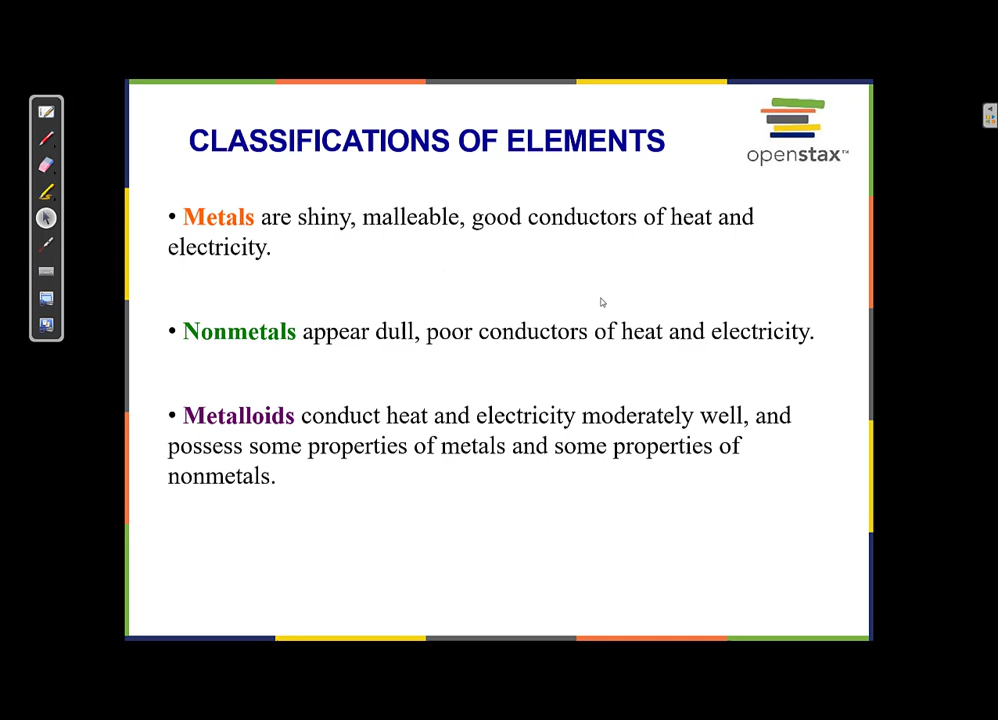 CLASSIFICATIONS OF ELEMENTS
openstax™
• Metals are shiny, malleable, good conductors of heat and
electricity.
• Nonmetals appear dull, poor conductors of heat and electricity.
• Metalloids conduct heat and electricity moderately well, and
possess some properties of metals and some properties of
nonmetals.